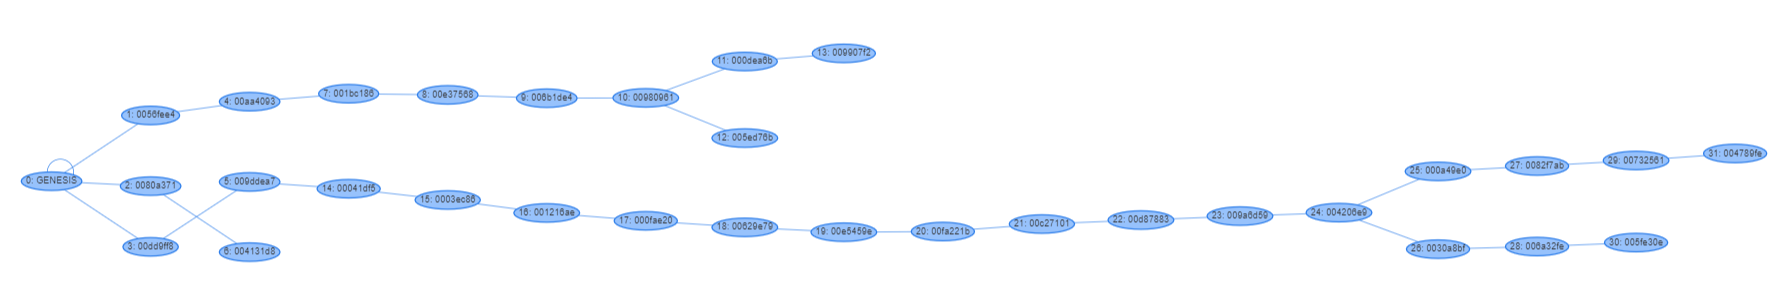 0: GENESIS
1: 0056fee4
2: 0080a371
3: 00dd9ff8
4: 00aa4093
5: 009ddea7
6: 004131d8
7: 001bc186
8: 00e37568
9: 006b1de4
10: 00980961
11: 000dea6b
12: 005ed76b
13: 009907f2
14: 00041df5
15: 0003ec86
16: 001216ae
17: 000fae20
18: 00629e79
19: 00e5459e
20: 00fa221b
21: 00c27101
22: 00d87883
23: 009a6d59
24: 004206e9
25: 000a49e0
26: 0030a8bf
27: 0082f7ab
28: 006a32fe
29: 00732561
30: 005fe30e
31: 004789fe